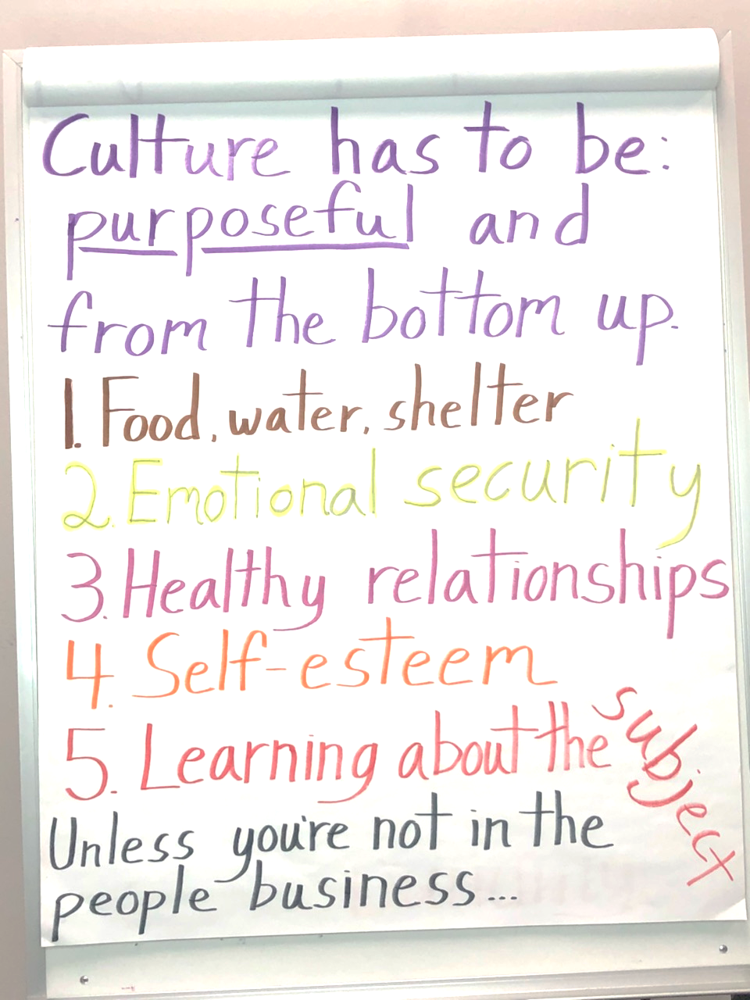 Culture has to be:
purposeful and
from the bottom up.
1. Food, water, shelter
2. Emotional security
3. Healthy relationships
4. Self-esteem
5. Learning about the subject
Unless you're not in the
people business...